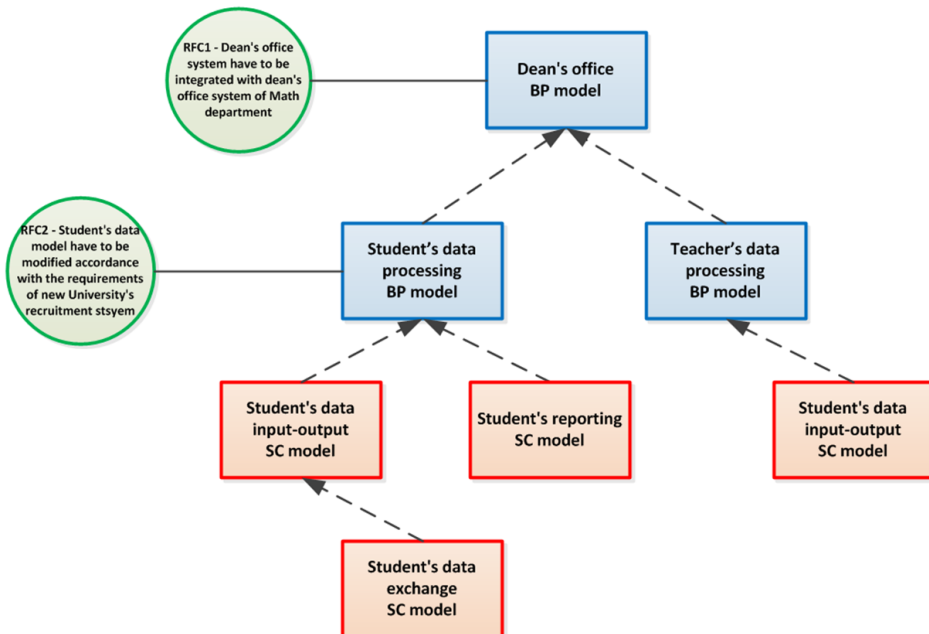 RFC1 - Dean's office
system have to be
integrated with dean's
office system of Math
department
Dean's office
BP model
RFC2 - Student's data
model have to be
modified accordance
with the requirements
of new University's
recruitment stsyem
Student’s data
processing
BP model
Teacher’s data
processing
BP model
Student's data
input-output
SC model
Student's reporting
SC model
Student's data
input-output
SC model
Student's data
exchange
SC model